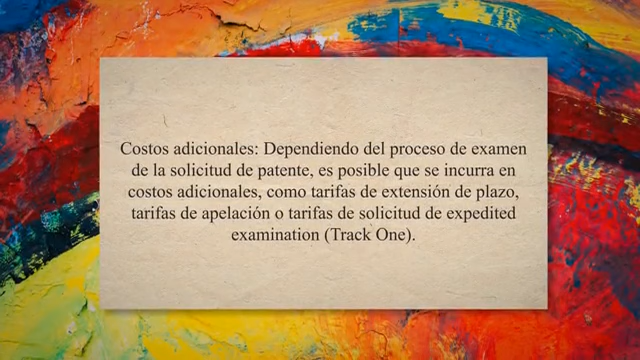 Costos adicionales: Dependiendo del proceso de examen
de la solicitud de patente, es posible que se incurra en
costos adicionales, como tarifas de extensión de plazo,
tarifas de apelación o tarifas de solicitud de expedited
examination (Track One).